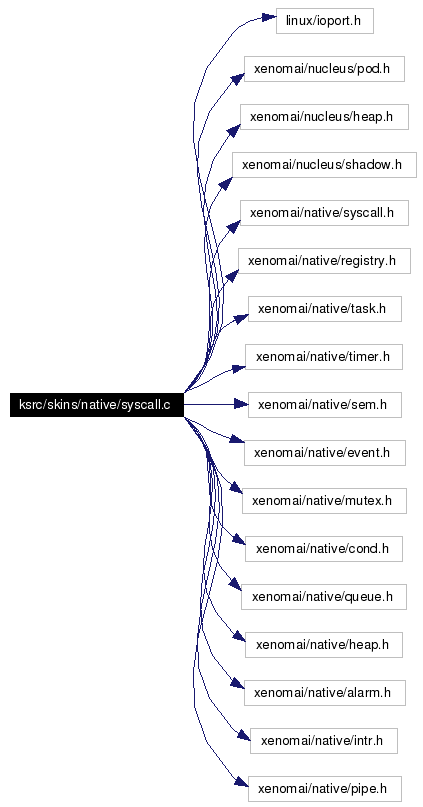 linux/ioport.h
xenomai/nucleus/pod.h
xenomai/nucleus/heap.h
xenomai/nucleus/shadow.h
xenomai/native/syscall.h
xenomai/native/registry.h
xenomai/native/task.h
xenomai/native/timer.h
ksrc/skins/native/syscall.c
xenomai/native/sem.h
xenomai/native/event.h
xenomai/native/mutex.h
xenomai/native/cond.h
xenomai/native/queue.h
xenomai/native/heap.h
xenomai/native/alarm.h
xenomai/native/intr.h
xenomai/native/pipe.h